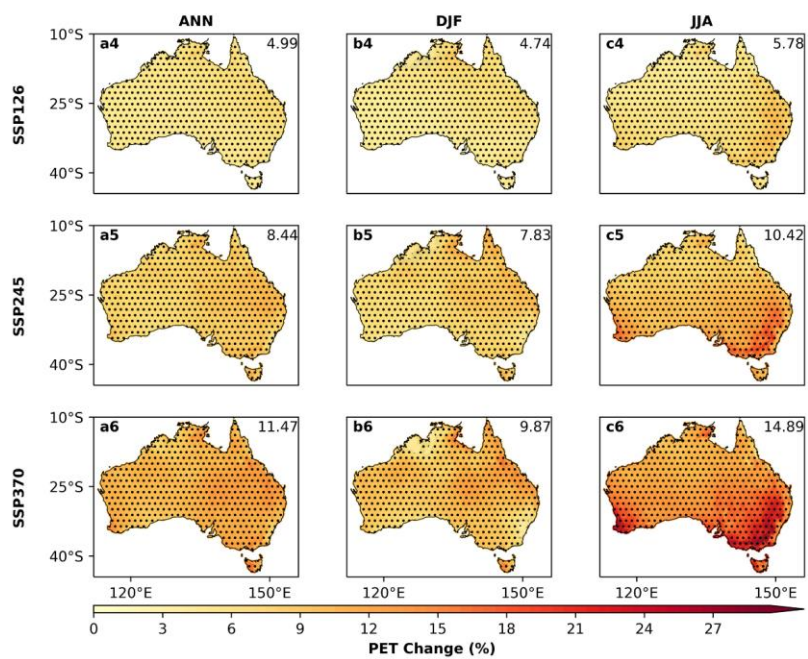 ANN DJF JJA
10°S a4 4.99 b4 4.74 c4 5.78
SSP126
25°S
40°S
10°S a5 8.44 b5 7.83 c5 10.42
SSP245
25°S
40°S
10°S a6 11.47 b6 9.87 c6 14.89
SSP370
25°S
40°S
120°E 150°E 120°E 150°E 120°E 150°E
0 3 6 9 12 15 18 21 24 27
PET Change (%)